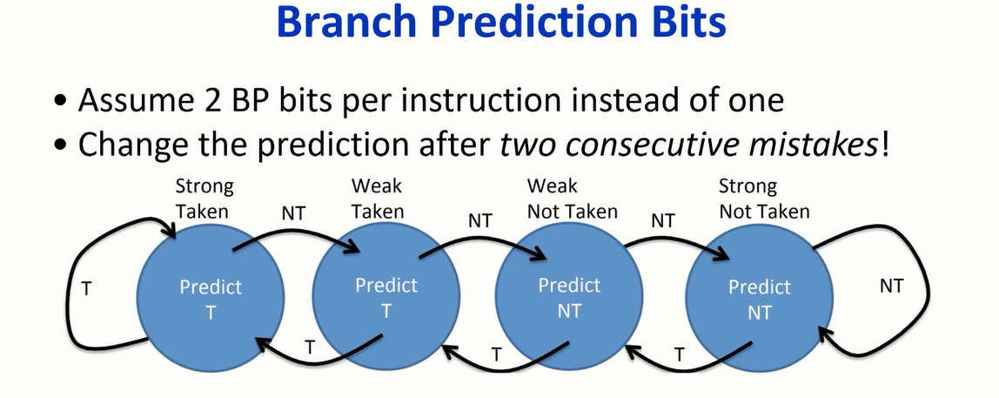 Branch Prediction Bits
• Assume 2 BP bits per instruction instead of one
• Change the prediction after two consecutive mistakes!
Strong
Taken
Weak
Taken
Weak
Not Taken
Strong
Not Taken
NT
NT
NT
T
Predict
T
Predict
T
Predict
NT
Predict
NT
NT
T
T
T